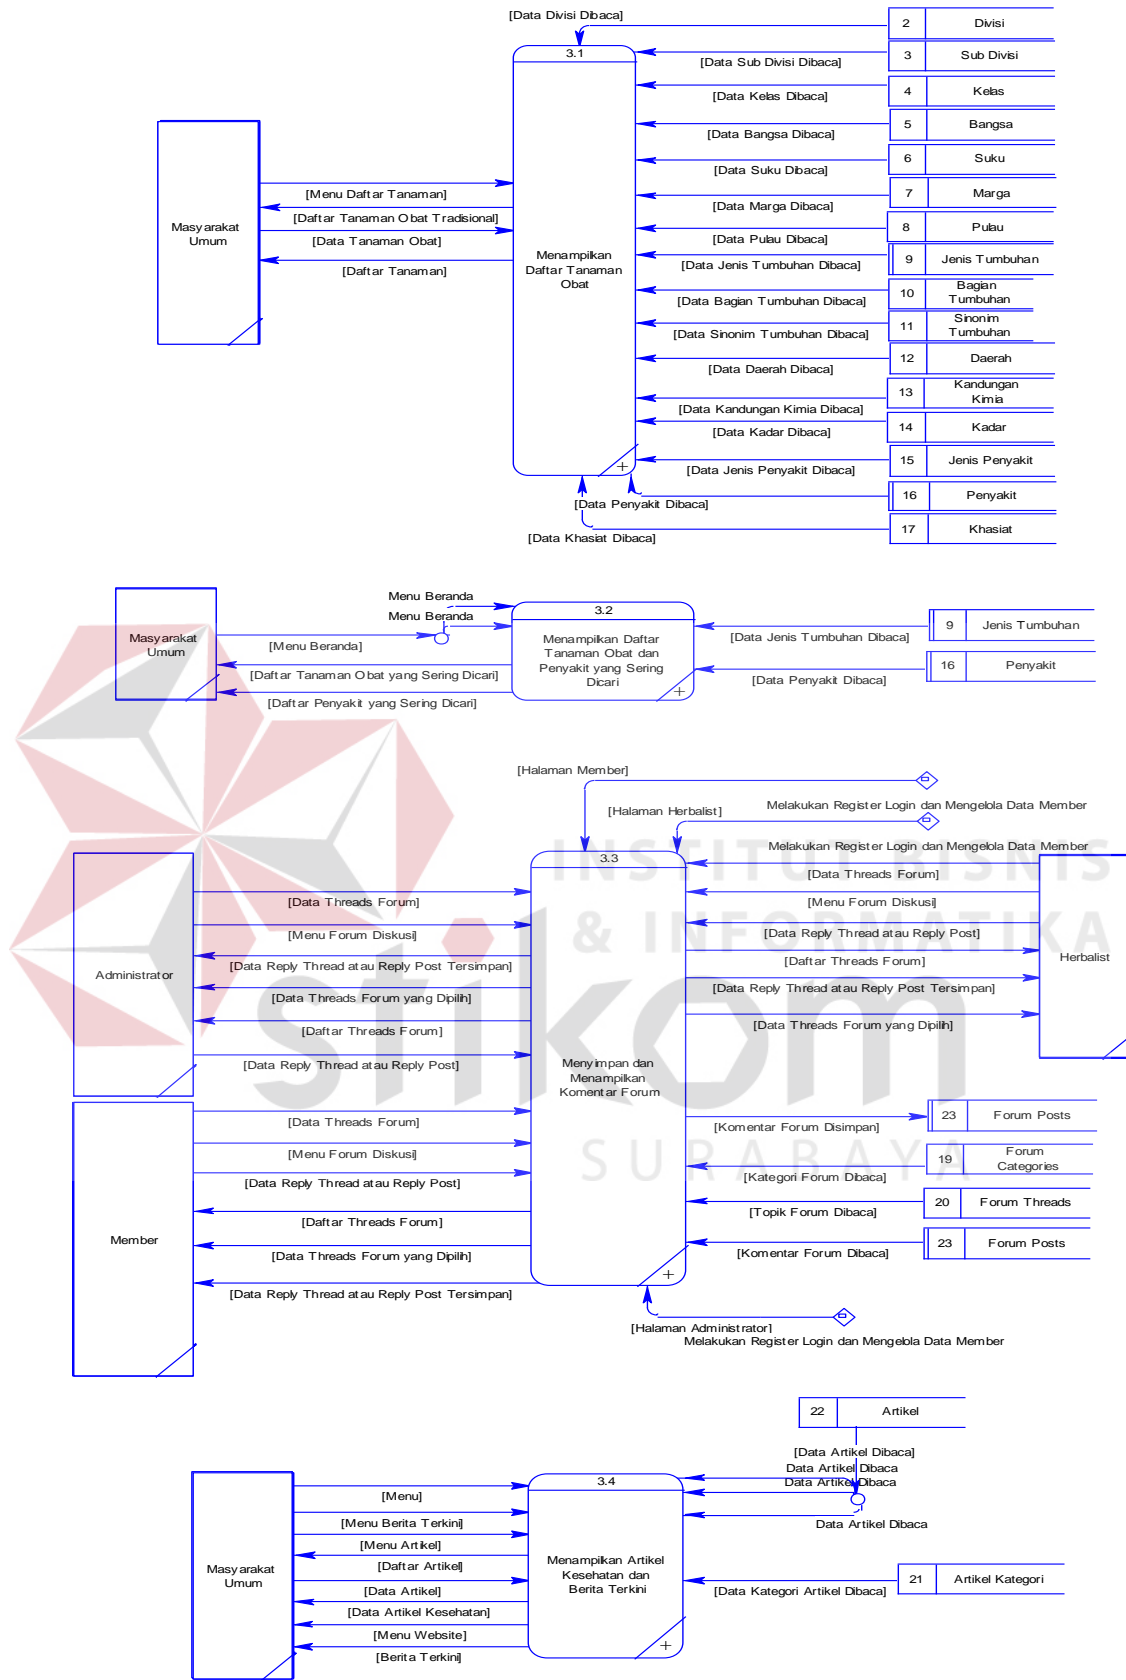 [Data Divisi Dibaca]
2 Divisi
3.1
3 Sub Divisi
[Data Sub Divisi Dibaca]
4 Kelas
[Data Kelas Dibaca]
5 Bangsa
[Data Bangsa Dibaca]
6 Suku
[Data Suku Dibaca]
7 Marga
[Data Marga Dibaca]
8 Pulau
[Data Pulau Dibaca]
9 Jenis Tumbuhan
[Data Jenis Tumbuhan Dibaca]
10 Bagian
Tumbuhan
[Data Bagian Tumbuhan Dibaca]
11 Sinonim
Tumbuhan
[Data Sinonim Tumbuhan Dibaca]
12 Daerah
[Data Daerah Dibaca]
13 Kandungan
Kimia
[Data Kandungan Kimia Dibaca]
14 Kadar
[Data Kadar Dibaca]
15 Jenis Penyakit
[Data Jenis Penyakit Dibaca]
16 Penyakit
[Data Penyakit Dibaca]
17 Khasiat
[Data Khasiat Dibaca]
Masyarakat
Umum
[Menu Daftar Tanaman]
[Daftar Tanaman Obat Tradisional]
[Data Tanaman Obat]
[Daftar Tanaman]
Menampilkan
Daftar Tanaman
Obat
+
Masyarakat
Umum
Menu Beranda
Menu Beranda
[Menu Beranda]
[Daftar Tanaman Obat yang Sering Dicari]
[Daftar Penyakit yang Sering Dicari]
3.2
Menampilkan Daftar
Tanaman Obat dan
Penyakit yang Sering
Dicari
+
[Data Jenis Tumbuhan Dibaca]
9 Jenis Tumbuhan
[Data Penyakit Dibaca]
16 Penyakit
[Halaman Member]
Melakukan Register Login dan Mengelola Data Member
[Halaman Herbalist]
Melakukan Register Login dan Mengelola Data Member
3.3
Administrator
[Data Threads Forum]
[Menu Forum Diskusi]
[Data Reply Thread atau Reply Post Tersimpan]
[Data Threads Forum yang Dipilih]
[Daftar Threads Forum]
[Data Reply Thread atau Reply Post]
Member
[Data Threads Forum]
[Menu Forum Diskusi]
[Data Reply Thread atau Reply Post]
[Daftar Threads Forum]
[Data Threads Forum yang Dipilih]
[Data Reply Thread atau Reply Post Tersimpan]
Menyimpan dan
Menampilkan
Komentar Forum
+
[Data Threads Forum]
[Menu Forum Diskusi]
[Data Reply Thread atau Reply Post]
[Daftar Threads Forum]
[Data Reply Thread atau Reply Post Tersimpan]
[Data Threads Forum yang Dipilih]
Herbalist
[Komentar Forum Disimpan]
23 Forum Posts
[Kategori Forum Dibaca]
19 Forum
Categories
[Topik Forum Dibaca]
20 Forum Threads
[Komentar Forum Dibaca]
23 Forum Posts
[Halaman Administrator]
Melakukan Register Login dan Mengelola Data Member
INSTITUT BISNIS
& INFORMATIKA
stikom
SURABAYA
22 Artikel
[Data Artikel Dibaca]
Data Artikel Dibaca
Data Artikel Dibaca
Data Artikel Dibaca
3.4
Masyarakat
Umum
[Menu]
[Menu Berita Terkini]
[Menu Artikel]
[Daftar Artikel]
[Data Artikel]
[Data Artikel Kesehatan]
[Menu Website]
[Berita Terkini]
Menampilkan Artikel
Kesehatan dan
Berita Terkini
+
[Data Kategori Artikel Dibaca]
21 Artikel Kategori